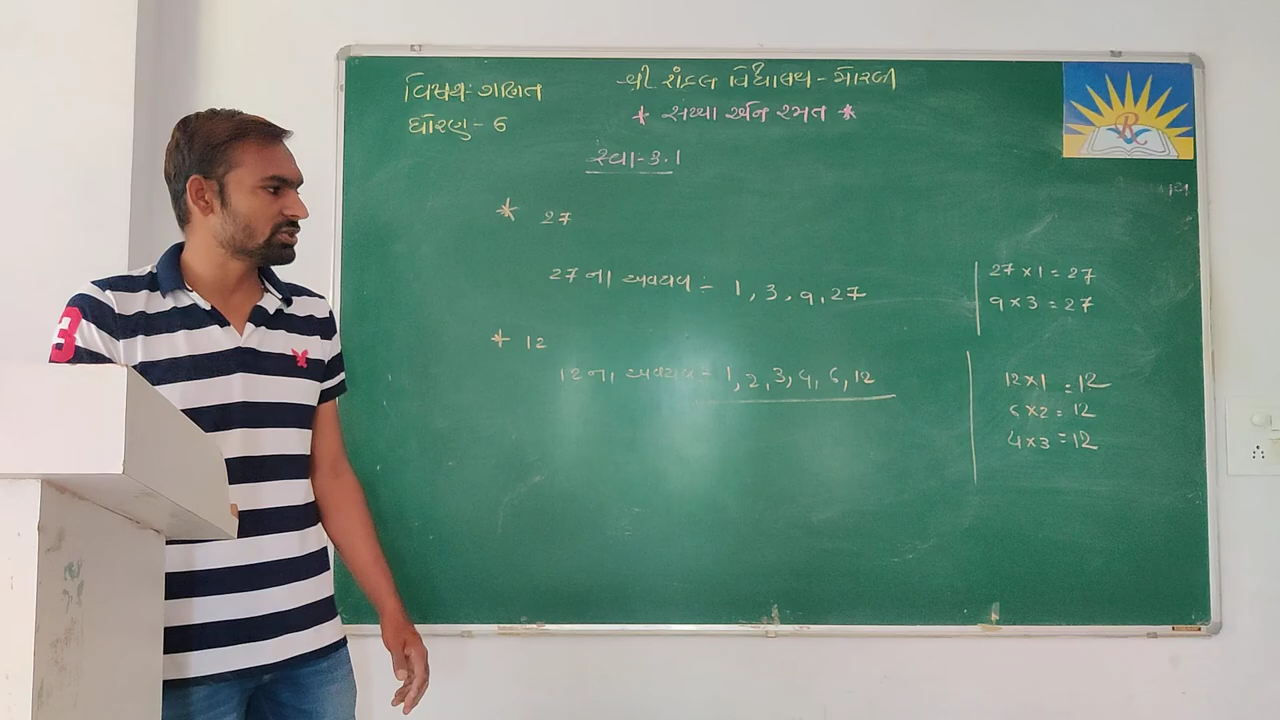 વિષય:- ગણિત
ધોરણ - 6
શ્રી રાંદલ વિદ્યાલય - મોરબી
* સંખ્યા સાથે રમત *
સ્વા-3.1
* 27
27 ના અવયવ :- 1, 3, 9, 27
27 × 1 = 27
9 × 3 = 27
* 12
12 ના અવયવ :- 1, 2, 3, 4, 6, 12
12 × 1 = 12
6 × 2 = 12
4 × 3 = 12
R
3